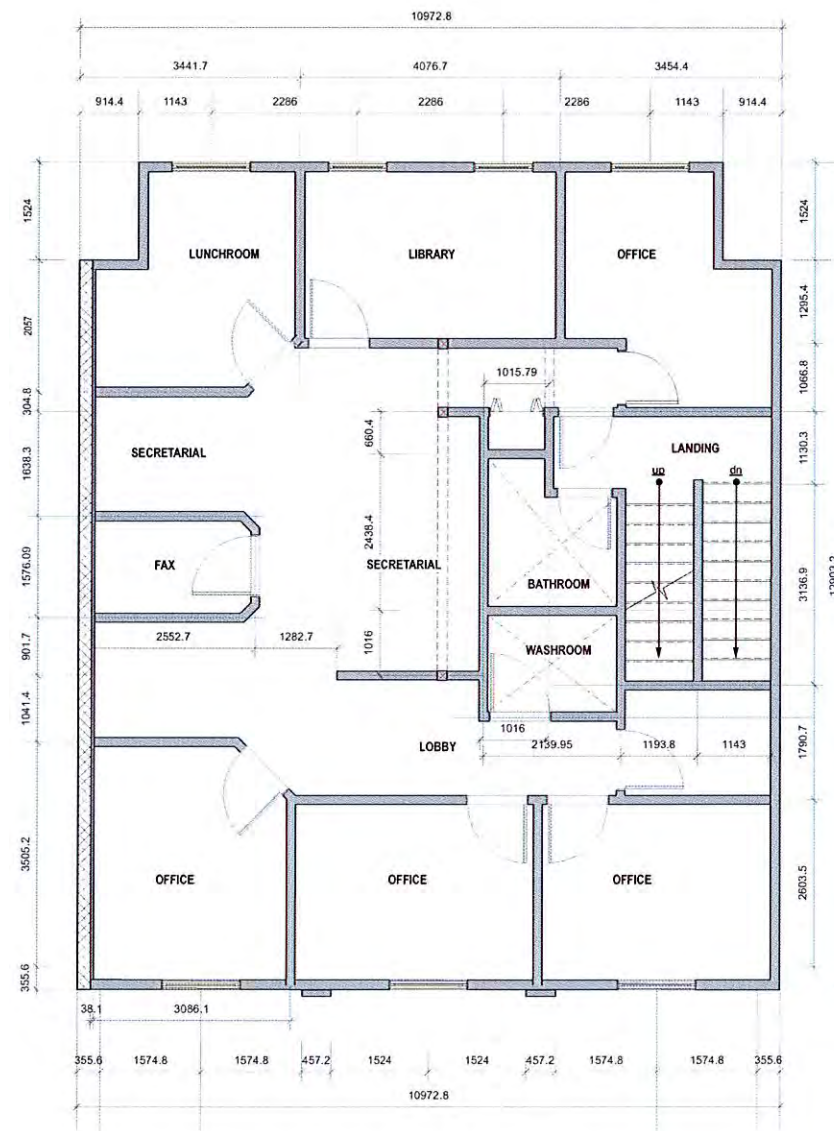 10972.8
3441.7 4076.7 3454.4
914.4 1143 2286 2286 2286 1143 914.4
1524 1524
LUNCHROOM LIBRARY OFFICE
2057 1295.4
1015.79 1066.8
304.8
660.4
SECRETARIAL LANDING
1638.3 1130.3
up dn
2438.4
1576.09 FAX SECRETARIAL 3136.9 12903.2
BATHROOM
2552.7 1282.7
901.7 1016 WASHROOM
1041.4 1016
LOBBY 2139.95 1193.8 1143 1790.7
3505.2 OFFICE OFFICE OFFICE 2603.5
355.6
38.1 3086.1
355.6 1574.8 1574.8 457.2 1524 1524 457.2 1574.8 1574.8 355.6
10972.8